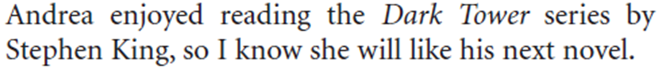 Andrea enjoyed reading the Dark Tower series by
Stephen King, so I know she will like his next novel.